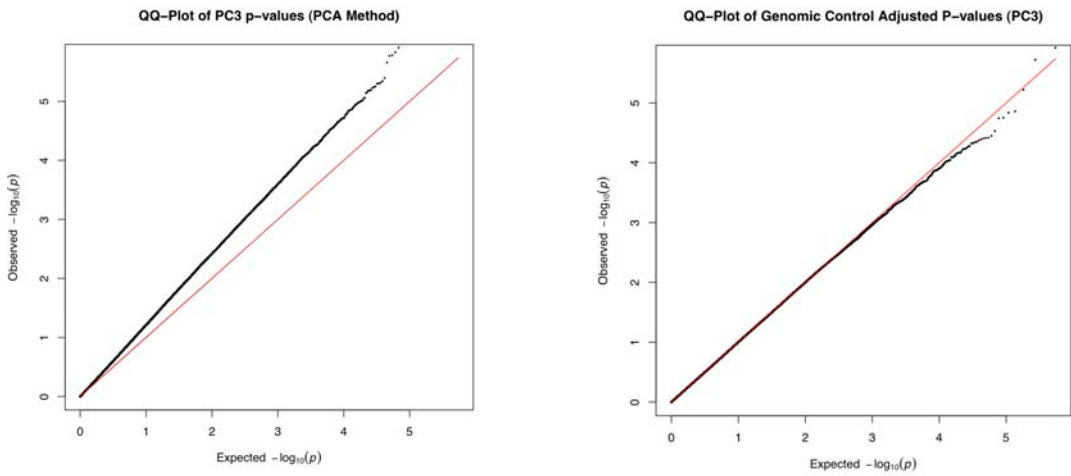 QQ−Plot of PC3 p−values (PCA Method)
Observed −log10(p)
5
4
3
2
1
0
0 1 2 3 4 5
Expected −log10(p)
QQ−Plot of Genomic Control Adjusted P−values (PC3)
Observed −log10(p)
5
4
3
2
1
0
0 1 2 3 4 5
Expected −log10(p)